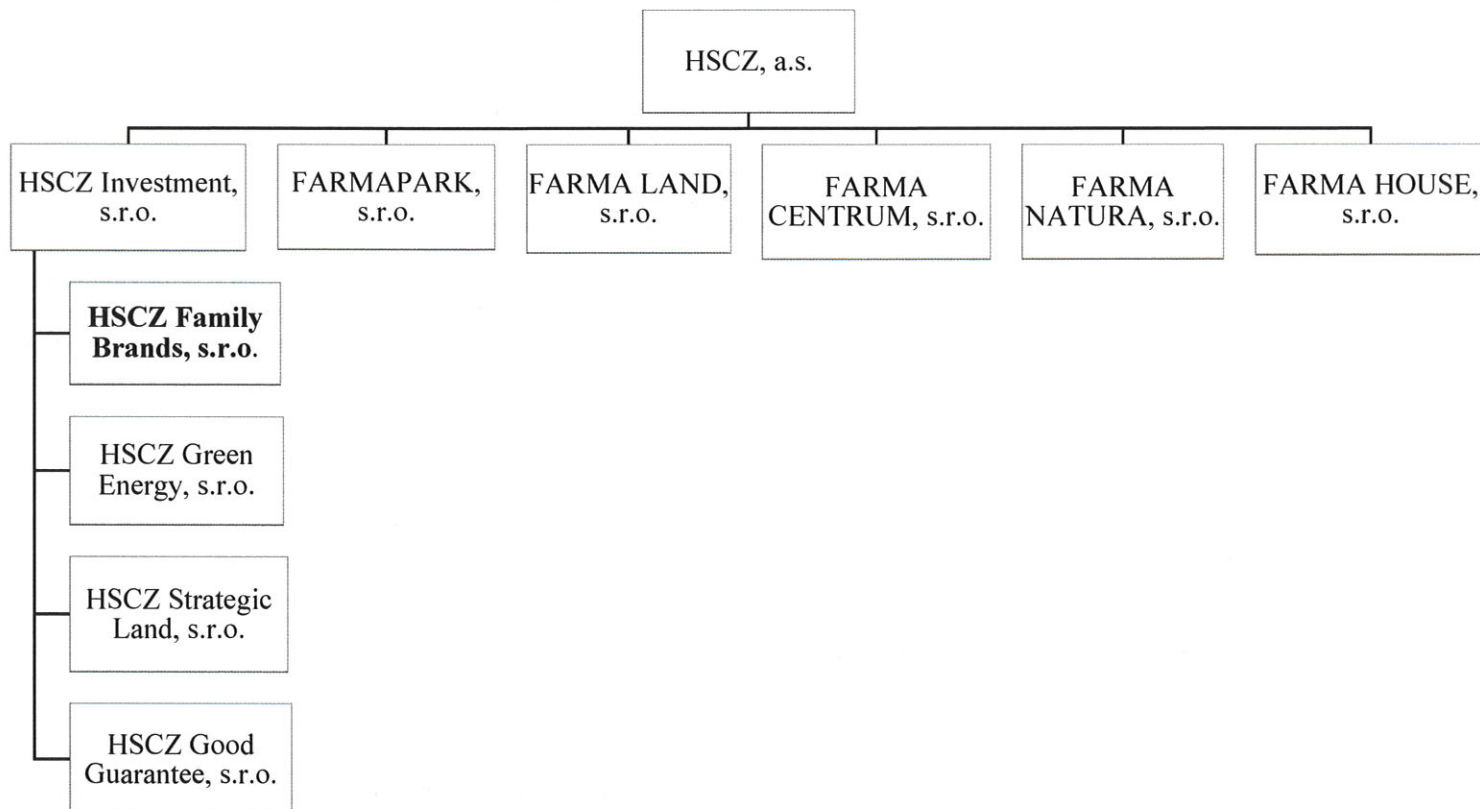 HSCZ, a.s.
HSCZ Investment,
s.r.o.
FARMAPARK,
s.r.o.
FARMA LAND,
s.r.o.
FARMA
CENTRUM, s.r.o.
FARMA
NATURA, s.r.o.
FARMA HOUSE,
s.r.o.
HSCZ Family
Brands, s.r.o.
HSCZ Green
Energy, s.r.o.
HSCZ Strategic
Land, s.r.o.
HSCZ Good
Guarantee, s.r.o.